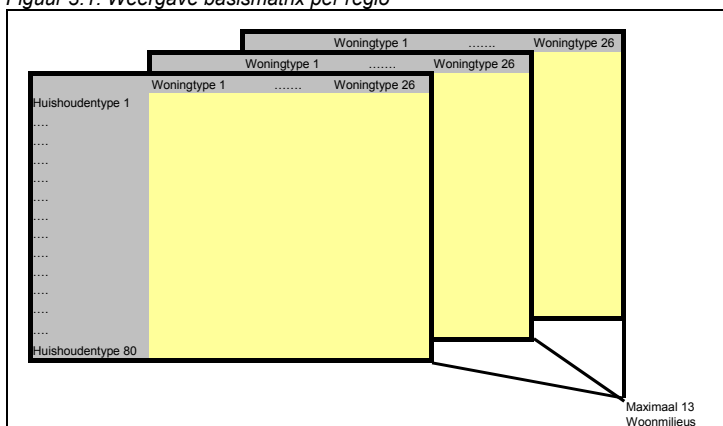 Figuur 3.1: Weergave basismatrix per regio
Woningtype 1 ....... Woningtype 26
Woningtype 1 ....... Woningtype 26
Woningtype 1 ....... Woningtype 26
Huishoudentype 1
....
....
....
....
....
....
....
....
....
....
....
....
Huishoudentype 80
Maximaal 13
Woonmilieus